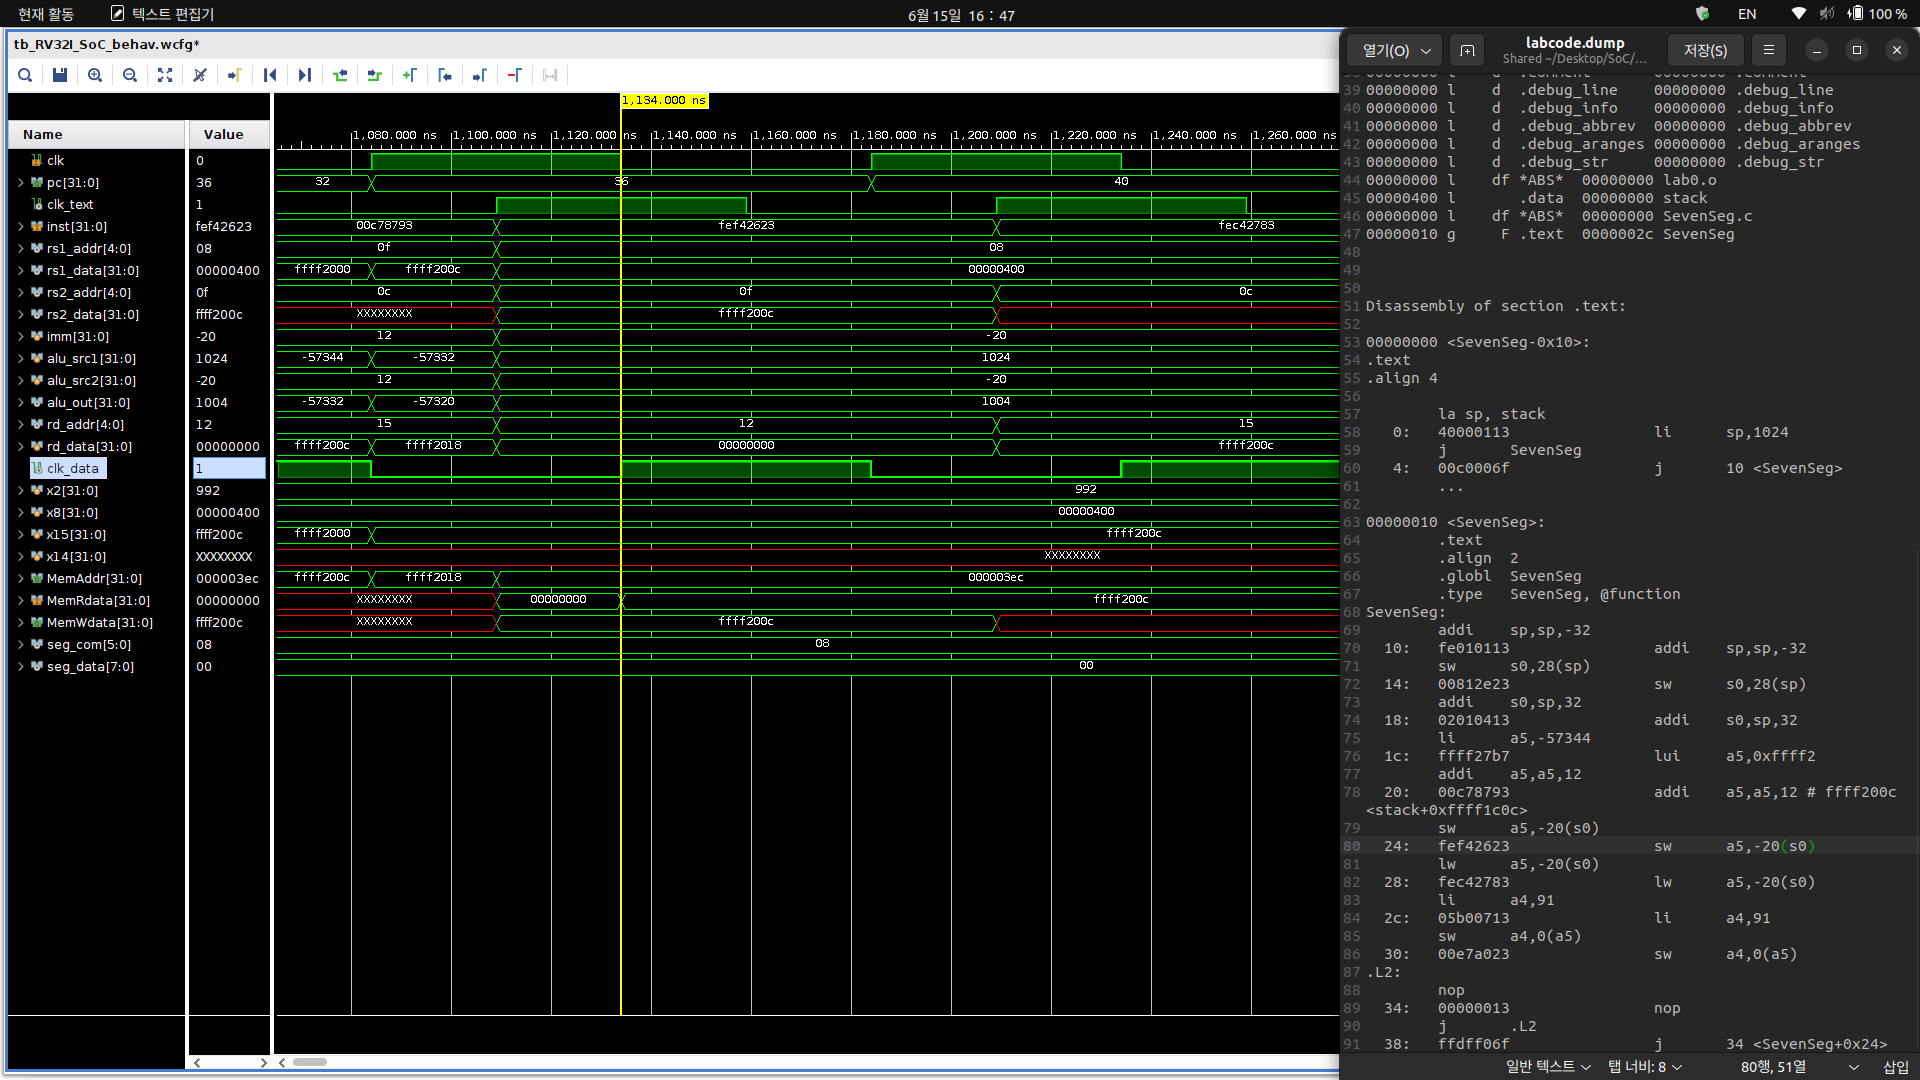 현재 활동 텍스트 편집기 6월 15일 16 : 47 EN 100 %
tb_RV32I_SoC_behav.wcfg*
1,134.000 ns
Name Value
1,080.000 ns 1,100.000 ns 1,120.000 ns 1,140.000 ns 1,160.000 ns 1,180.000 ns 1,200.000 ns 1,220.000 ns 1,240.000 ns 1,260.000 ns
clk 0
pc[31:0] 36 32 36 40
clk_text 1
inst[31:0] fef42623 00c78793 fef42623 fec42783
rs1_addr[4:0] 08 0f 08
rs1_data[31:0] 00000400 ffff2000 ffff200c 00000400
rs2_addr[4:0] 0f 0c 0f 0c
rs2_data[31:0] ffff200c XXXXXXXX ffff200c
imm[31:0] -20 12 -20
alu_src1[31:0] 1024 -57344 -57332 1024
alu_src2[31:0] -20 12 -20
alu_out[31:0] 1004 -57332 -57320 1004
rd_addr[4:0] 12 15 12 15
rd_data[31:0] 00000000 ffff200c ffff2018 00000000 ffff200c
clk_data 1
x2[31:0] 992 992
x8[31:0] 00000400 00000400
x15[31:0] ffff200c ffff2000 ffff200c
x14[31:0] XXXXXXXX XXXXXXXX
MemAddr[31:0] 000003ec ffff200c ffff2018 000003ec
MemRdata[31:0] 00000000 XXXXXXXX 00000000 ffff200c
MemWdata[31:0] ffff200c XXXXXXXX ffff200c
seg_com[5:0] 08 08
seg_data[7:0] 00 00
열기(O) labcode.dump 저장(S)
Shared ~/Desktop/SoC/...
38 00000000 l d .comment 00000000 .comment
39 00000000 l d .debug_line 00000000 .debug_line
40 00000000 l d .debug_info 00000000 .debug_info
41 00000000 l d .debug_abbrev 00000000 .debug_abbrev
42 00000000 l d .debug_aranges 00000000 .debug_aranges
43 00000000 l d .debug_str 00000000 .debug_str
44 00000000 l df *ABS* 00000000 lab0.o
45 00000400 l .data 00000000 stack
46 00000000 l df *ABS* 00000000 SevenSeg.c
47 00000010 g F .text 0000002c SevenSeg
48
49
50
51 Disassembly of section .text:
52
53 00000000 <SevenSeg-0x10>:
54 .text
55 .align 4
56
57 la sp, stack
58 0: 40000113 li sp,1024
59 j SevenSeg
60 4: 00c0006f j 10 <SevenSeg>
61 ...
62
63 00000010 <SevenSeg>:
64 .text
65 .align 2
66 .globl SevenSeg
67 .type SevenSeg, @function
68 SevenSeg:
69 addi sp,sp,-32
70 10: fe010113 addi sp,sp,-32
71 sw s0,28(sp)
72 14: 00812e23 sw s0,28(sp)
73 addi s0,sp,32
74 18: 02010413 addi s0,sp,32
75 li a5,-57344
76 1c: ffff27b7 lui a5,0xffff2
77 addi a5,a5,12
78 20: 00c78793 addi a5,a5,12 # ffff200c
<stack+0xffff1c0c>
79 sw a5,-20(s0)
80 24: fef42623 sw a5,-20(s0)
81 lw a5,-20(s0)
82 28: fec42783 lw a5,-20(s0)
83 li a4,91
84 2c: 05b00713 li a4,91
85 sw a4,0(a5)
86 30: 00e7a023 sw a4,0(a5)
87 .L2:
88 nop
89 34: 00000013 nop
90 j .L2
91 38: ffdff06f j 34 <SevenSeg+0x24>
일반 텍스트 탭 너비: 8 80행, 51열 삽입